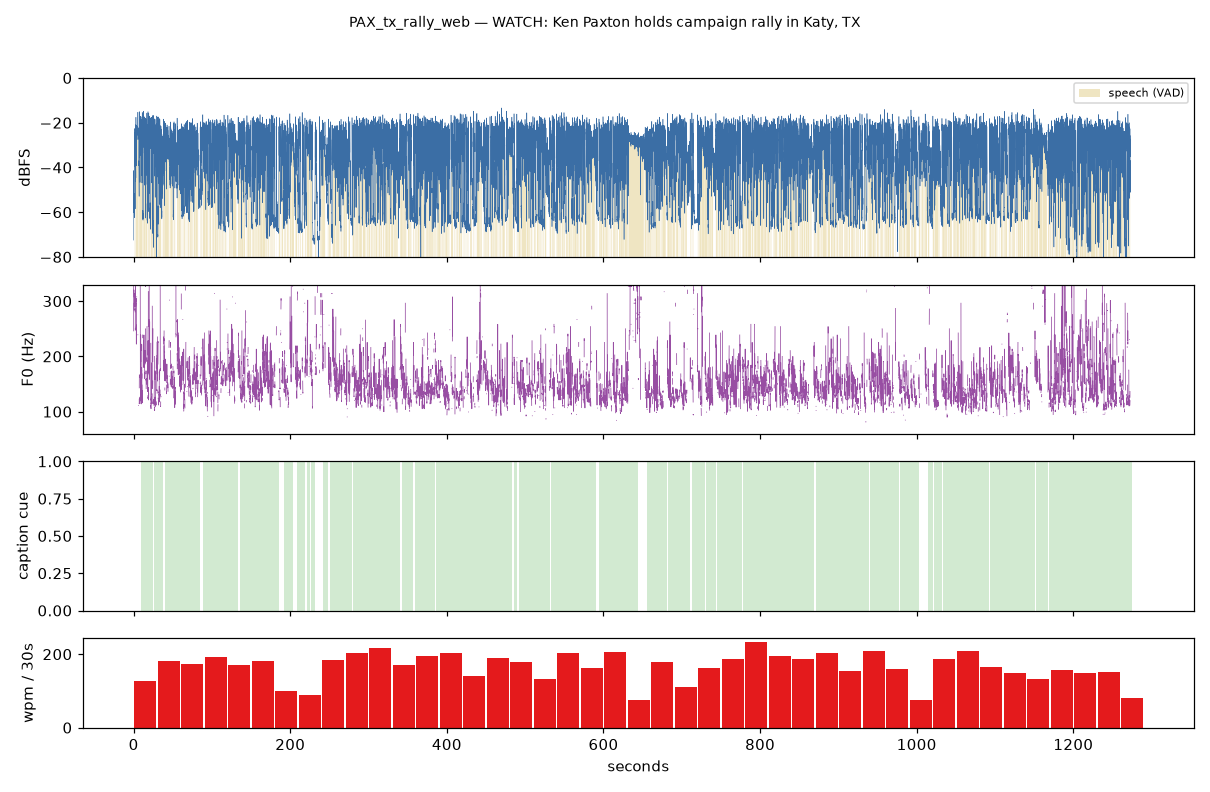 PAX_tx_rally_web — WATCH: Ken Paxton holds campaign rally in Katy, TX
speech (VAD)
0
−20
−40
−60
−80
dBFS
300
200
100
F0 (Hz)
1.00
0.75
0.50
0.25
0.00
caption cue
200
0
wpm / 30s
0 200 400 600 800 1000 1200
seconds